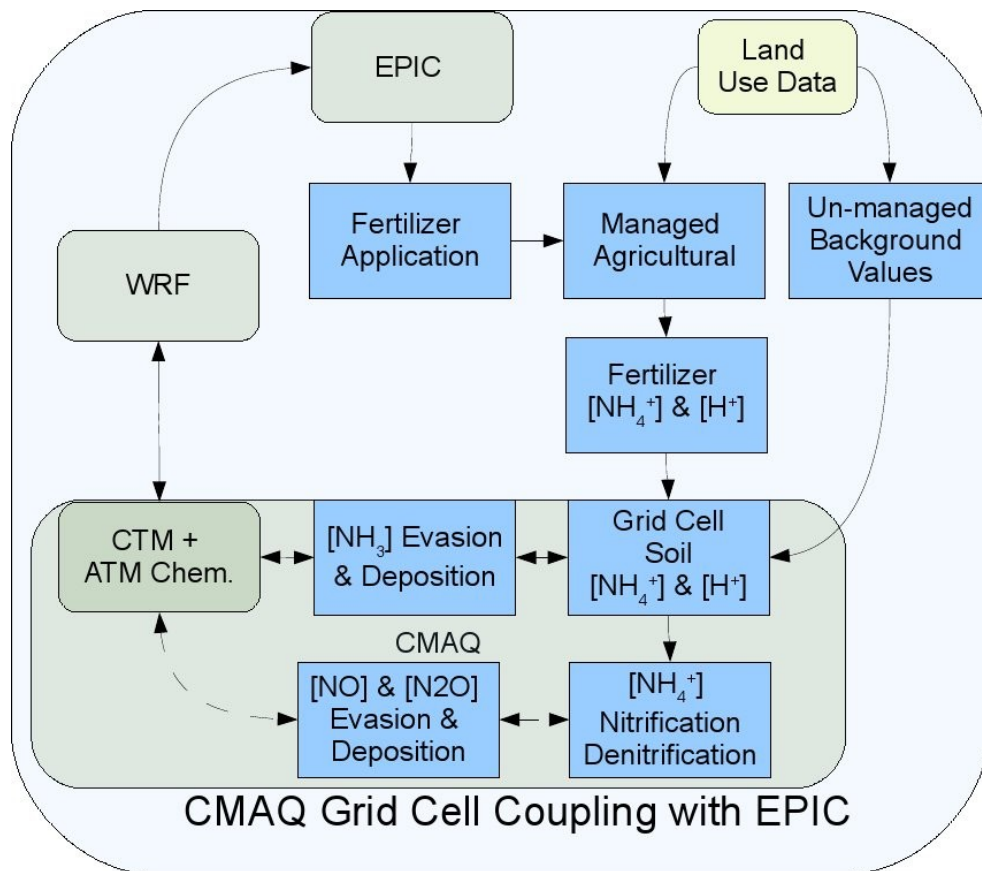 EPIC
Land
Use Data
Fertilizer
Application
Managed
Agricultural
Un-managed
Background
Values
WRF
Fertilizer
[NH₄⁺] & [H⁺]
CTM +
ATM Chem.
[NH₃] Evasion
& Deposition
Grid Cell
Soil
[NH₄⁺] & [H⁺]
CMAQ
[NO] & [N2O]
Evasion &
Deposition
[NH₄⁺]
Nitrification
Denitrification
CMAQ Grid Cell Coupling with EPIC